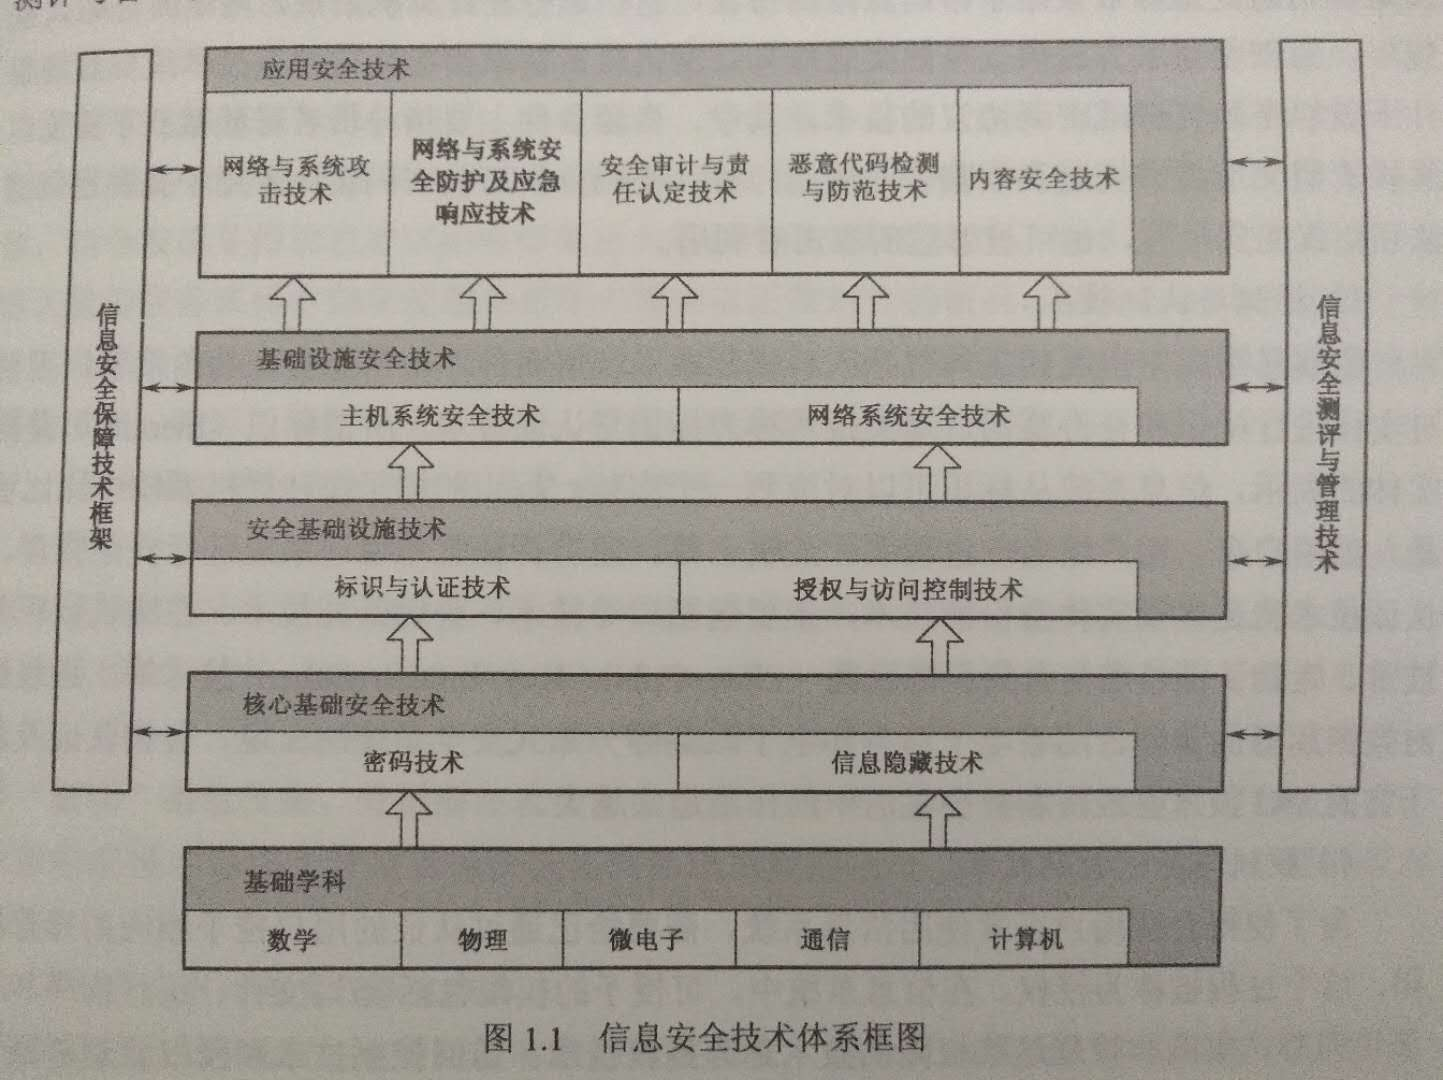 应用安全技术
网络与系统攻
击技术
网络与系统安
全防护及应急
响应技术
安全审计与责
任认定技术
恶意代码检测
与防范技术
内容安全技术
信息安全保障技术框架
基础设施安全技术
主机系统安全技术
网络系统安全技术
信息安全测评与管理技术
安全基础设施技术
标识与认证技术
授权与访问控制技术
核心基础安全技术
密码技术
信息隐藏技术
基础学科
数学
物理
微电子
通信
计算机
图 1.1 信息安全技术体系框图